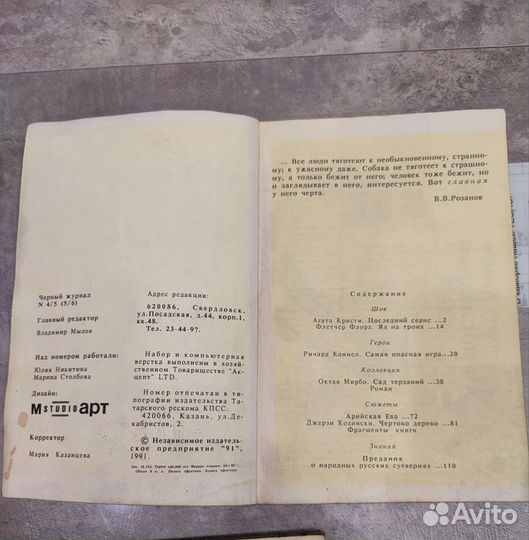 Черный журнал
N 4/5 (5/6)
Главный редактор
Владимир Мылов
Над номером работали:
Юлия Никитина
Марина Столбова
Дизайн:
М STUDIO АРТ
Корректор
Мария Казанцева
Адрес редакции:
620086, Свердловск,
ул.Посадская, д.44, корп.1,
кв.48.
Тел. 23-44-97.
Набор и компьютерная
верстка выполнены в хозяй-
ственном Товариществе "Ак-
цепт" LTD.
Номер отпечатан в ти-
пографии издательства Та-
тарского рескома КПСС.
420066, Казань, ул.Де-
кабристов, 2.
© Независимое издатель-
ское предприятие "91",
1991.
... Все люди тяготеют к необыкновенному, странно-
му; к ужасному даже. Собака не тяготеет к страшно-
му, а только бежит от него; человек тоже бежит, но
и заглядывает в него, интересуется. Вот главная
у него черта.
В.В.Розанов
Содержание
Шок
Агата Кристи. Последний сеанс ...2
Флетчер Флора. Яд на троих ...14
Герои
Ричард Коннел. Самая опасная игра...20
Коллекция
Октав Мирбо. Сад терзаний ...38
Роман
Сюжеты
Арийская Ева ...72
Джерзи Козински. Чертово дерево ...81
Фрагменты книги
Знания
Предания
о народных русских суевериях ...110
Avito